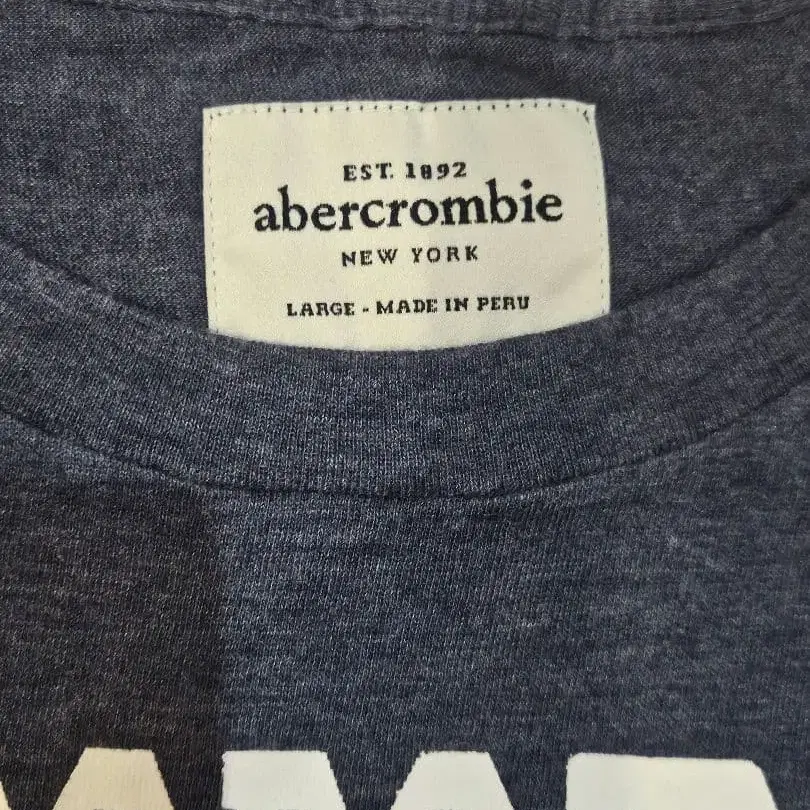 EST. 1892
abercrombie
NEW YORK
LARGE - MADE IN PERU